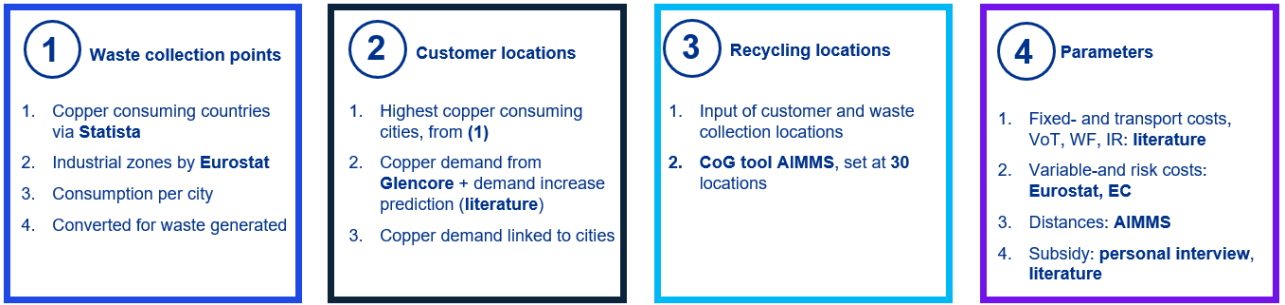 1 Waste collection points
1. Copper consuming countries
via Statista
2. Industrial zones by Eurostat
3. Consumption per city
4. Converted for waste generated
2 Customer locations
1. Highest copper consuming
cities, from (1)
2. Copper demand from
Glencore + demand increase
prediction (literature)
3. Copper demand linked to cities
3 Recycling locations
1. Input of customer and waste
collection locations
2. CoG tool AIMMS, set at 30
locations
4 Parameters
1. Fixed- and transport costs,
VoT, WF, IR: literature
2. Variable-and risk costs:
Eurostat, EC
3. Distances: AIMMS
4. Subsidy: personal interview,
literature